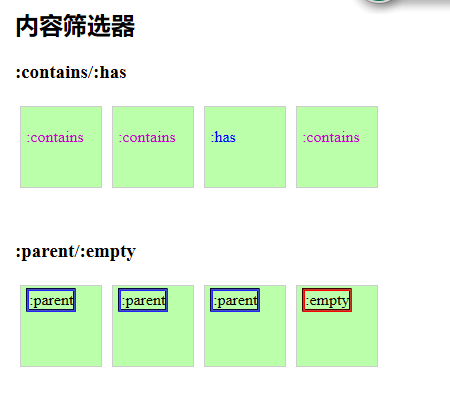 内容筛选器
:contains/:has
:contains :contains :has :contains
:parent/:empty
:parent :parent :parent :empty